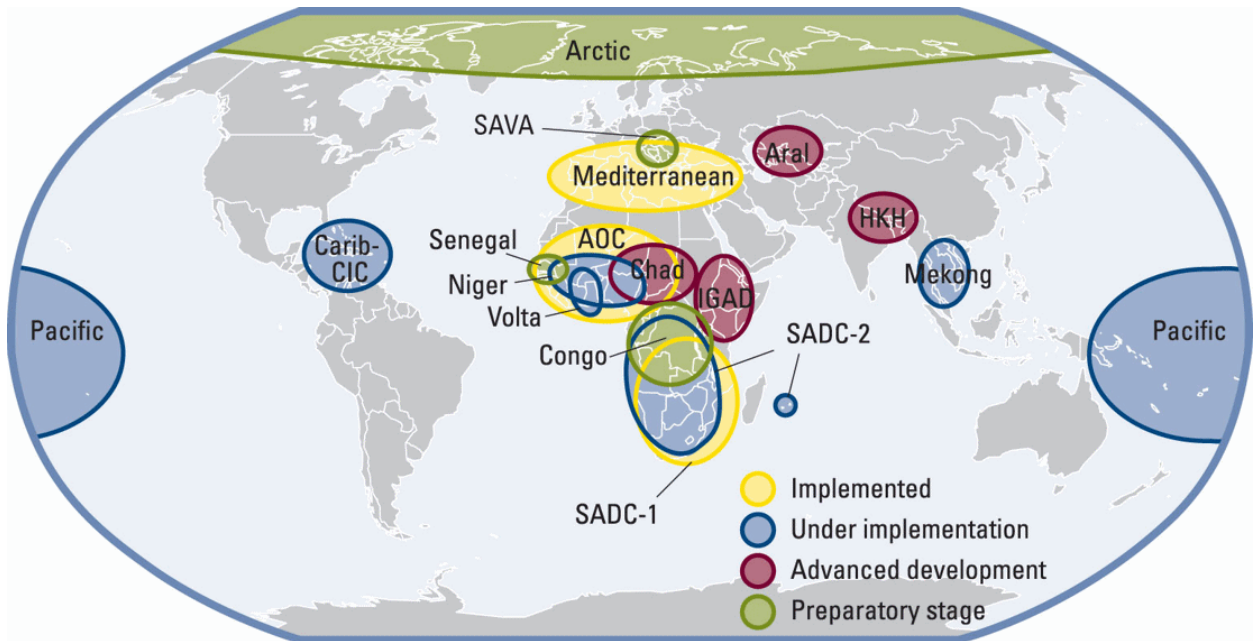 Arctic
SAVA
Aral
Mediterranean
HKH
Carib-
CIC
Senegal
AOC
Chad
Mekong
Niger
IGAD
Volta
Pacific
Pacific
Congo
SADC-2
SADC-1
Implemented
Under implementation
Advanced development
Preparatory stage